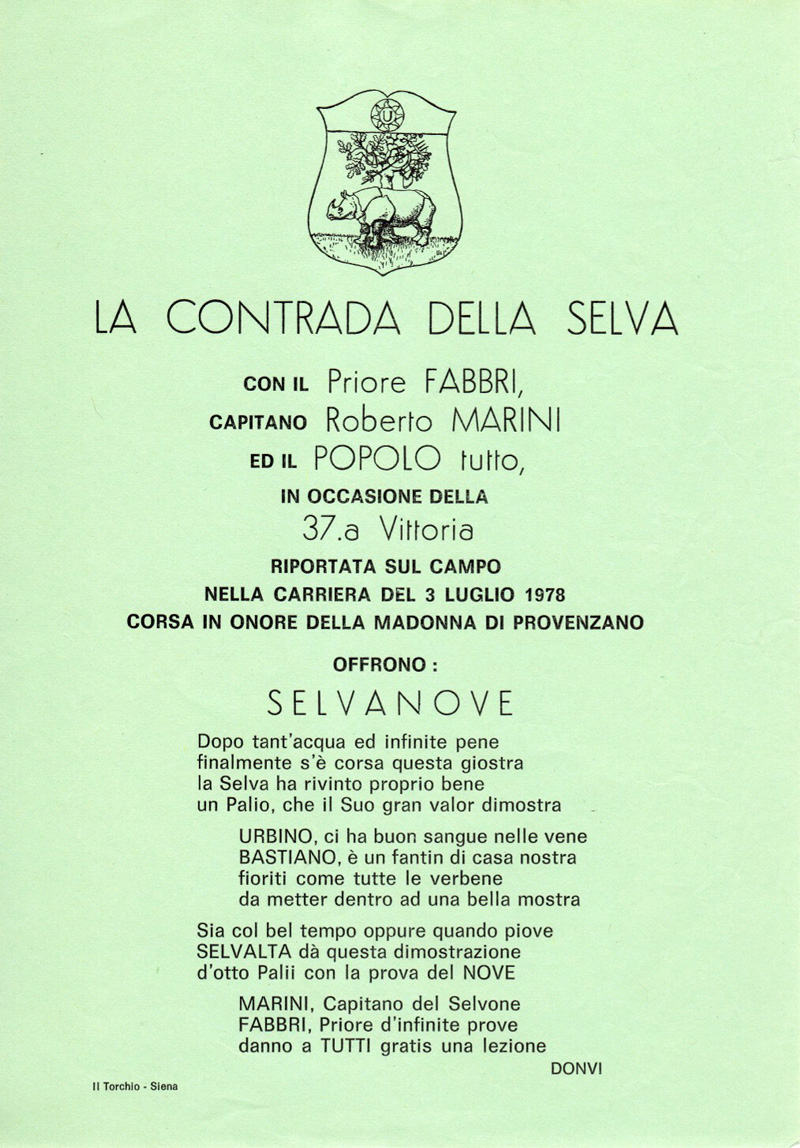 U
LA CONTRADA DELLA SELVA
CON IL Priore FABBRI,
CAPITANO Roberto MARINI
ED IL POPOLO tutto,
IN OCCASIONE DELLA
37.a Vittoria
RIPORTATA SUL CAMPO
NELLA CARRIERA DEL 3 LUGLIO 1978
CORSA IN ONORE DELLA MADONNA DI PROVENZANO
OFFRONO :
SELVANOVE
Dopo tant'acqua ed infinite pene
finalmente s'è corsa questa giostra
la Selva ha rivinto proprio bene
un Palio, che il Suo gran valor dimostra
URBINO, ci ha buon sangue nelle vene
BASTIANO, è un fantin di casa nostra
fioriti come tutte le verbene
da metter dentro ad una bella mostra
Sia col bel tempo oppure quando piove
SELVALTA dà questa dimostrazione
d'otto Palii con la prova del NOVE
MARINI, Capitano del Selvone
FABBRI, Priore d'infinite prove
danno a TUTTI gratis una lezione
DONVI
Il Torchio - Siena